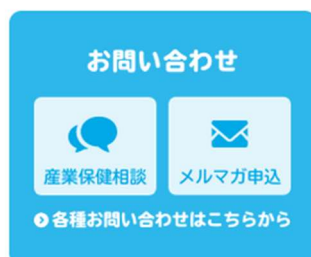 お問い合わせ
産業保健相談
メルマガ申込
各種お問い合わせはこちらから